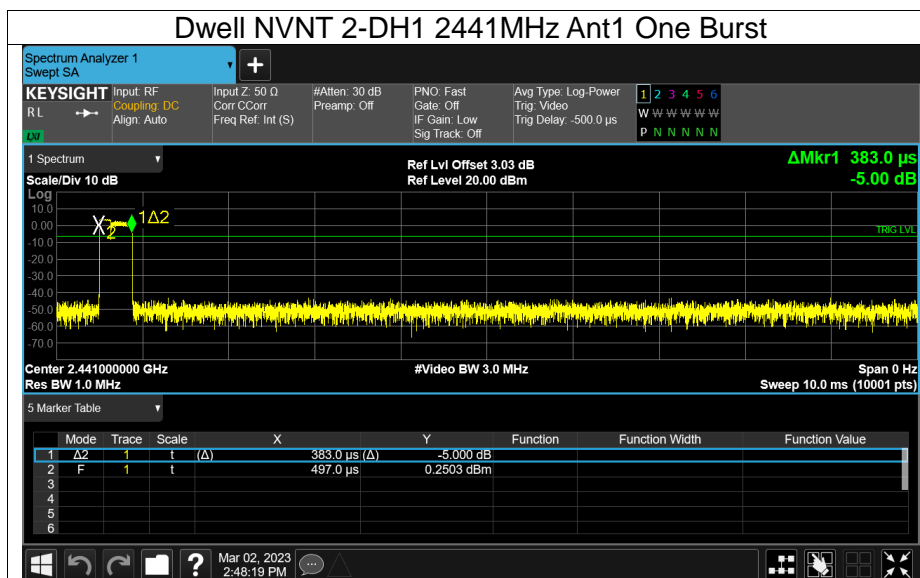 Dwell NVNT 2-DH1 2441MHz Ant1 One Burst
Spectrum Analyzer 1
Swept SA
+
KEYSIGHT Input: RF Input Z: 50 Ω #Atten: 30 dB PNO: Fast Avg Type: Log-Power 1 2 3 4 5 6
RL Coupling: DC Corr CCorr Preamp: Off Gate: Off Trig: Video W W W W W W
Align: Auto Freq Ref: Int (S) IF Gain: Low Trig Delay: -500.0 μs
LXI Sig Track: Off P N N N N N
1 Spectrum Ref Lvl Offset 3.03 dB ΔMkr1 383.0 μs
Scale/Div 10 dB Ref Level 20.00 dBm -5.00 dB
Log
10.0
0.00 X 2 1Δ2 TRIG LVL
-10.0
-20.0
-30.0
-40.0
-50.0
-60.0
-70.0
Center 2.441000000 GHz #Video BW 3.0 MHz Span 0 Hz
Res BW 1.0 MHz Sweep 10.0 ms (10001 pts)
5 Marker Table
Mode Trace Scale X Y Function Function Width Function Value
1 Δ2 1 t (Δ) 383.0 μs (Δ) -5.000 dB
2 F 1 t 497.0 μs 0.2503 dBm
3
4
5
6
? Mar 02, 2023
2:48:19 PM